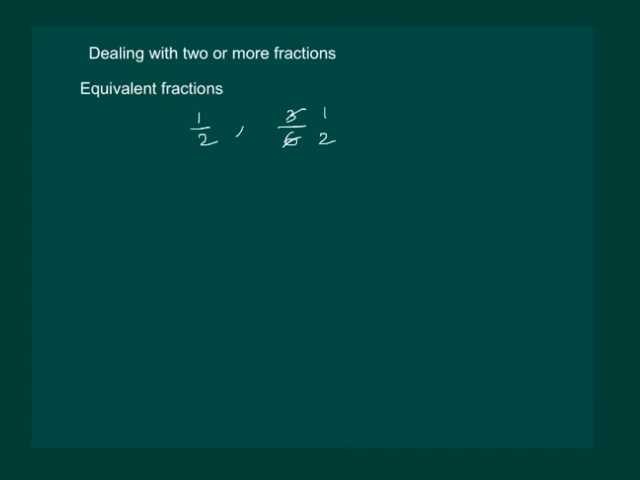 Dealing with two or more fractions
Equivalent fractions
1/2 , 3/6 1/2